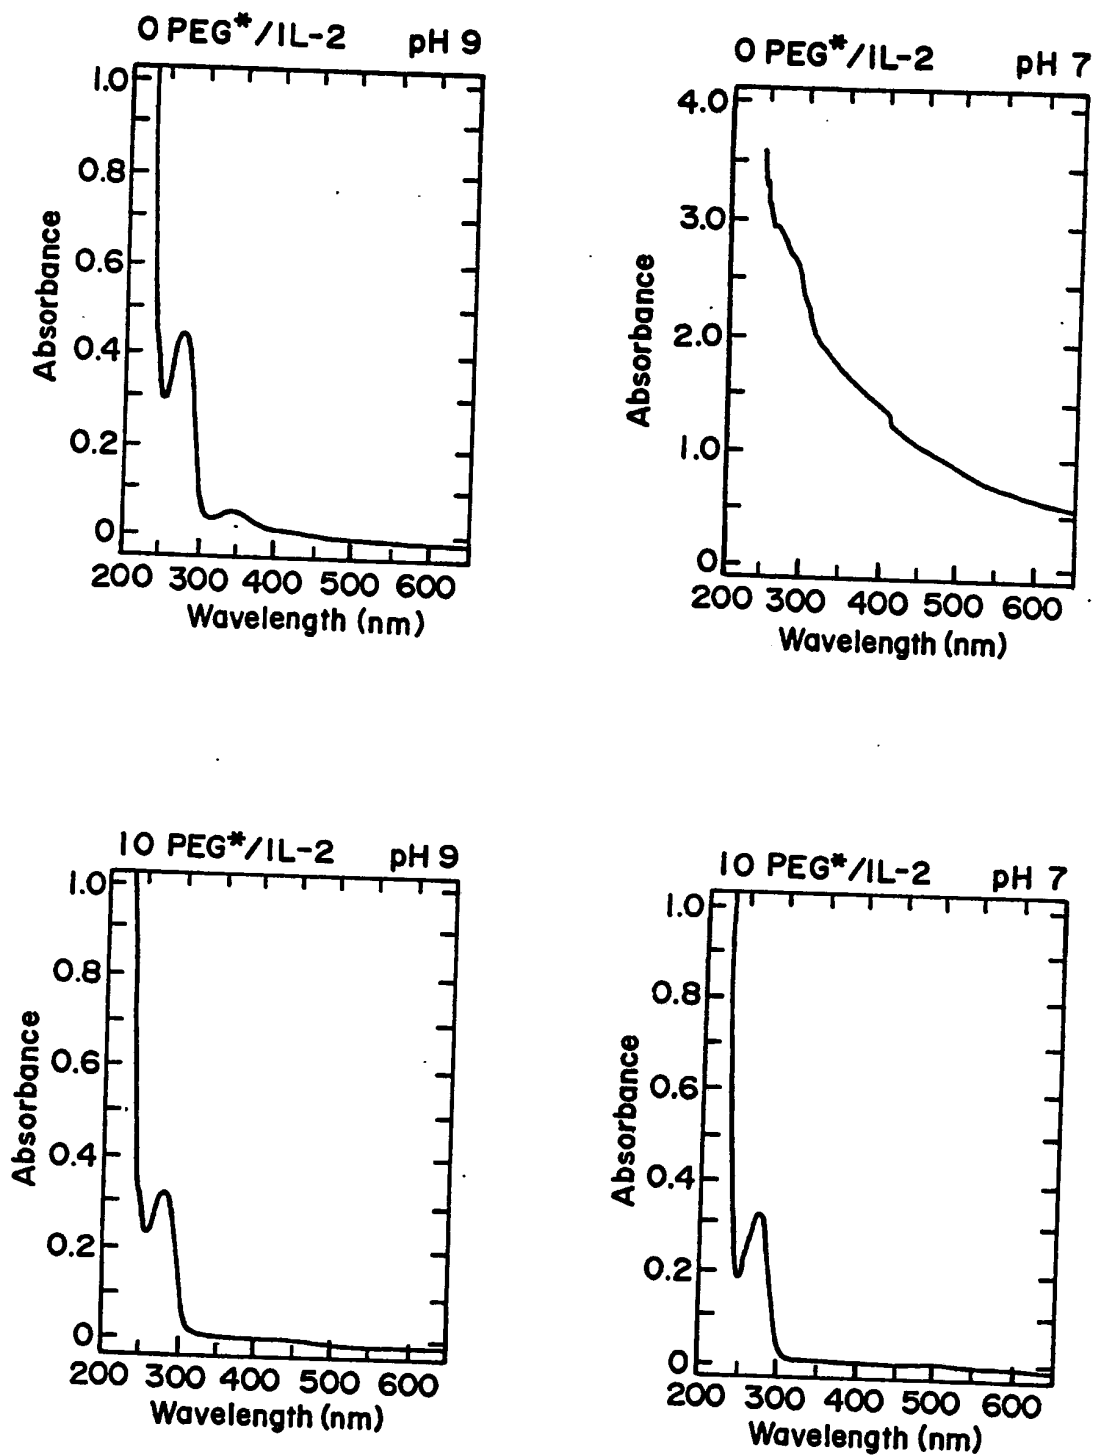 0 PEG*/IL-2 pH 9
1.0
0.8
0.6
0.4
0.2
0
Absorbance
200 300 400 500 600
Wavelength (nm)
0 PEG*/IL-2 pH 7
4.0
3.0
2.0
1.0
0
Absorbance
200 300 400 500 600
Wavelength (nm)
10 PEG*/IL-2 pH 9
1.0
0.8
0.6
0.4
0.2
0
Absorbance
200 300 400 500 600
Wavelength (nm)
10 PEG*/IL-2 pH 7
1.0
0.8
0.6
0.4
0.2
0
Absorbance
200 300 400 500 600
Wavelength (nm)